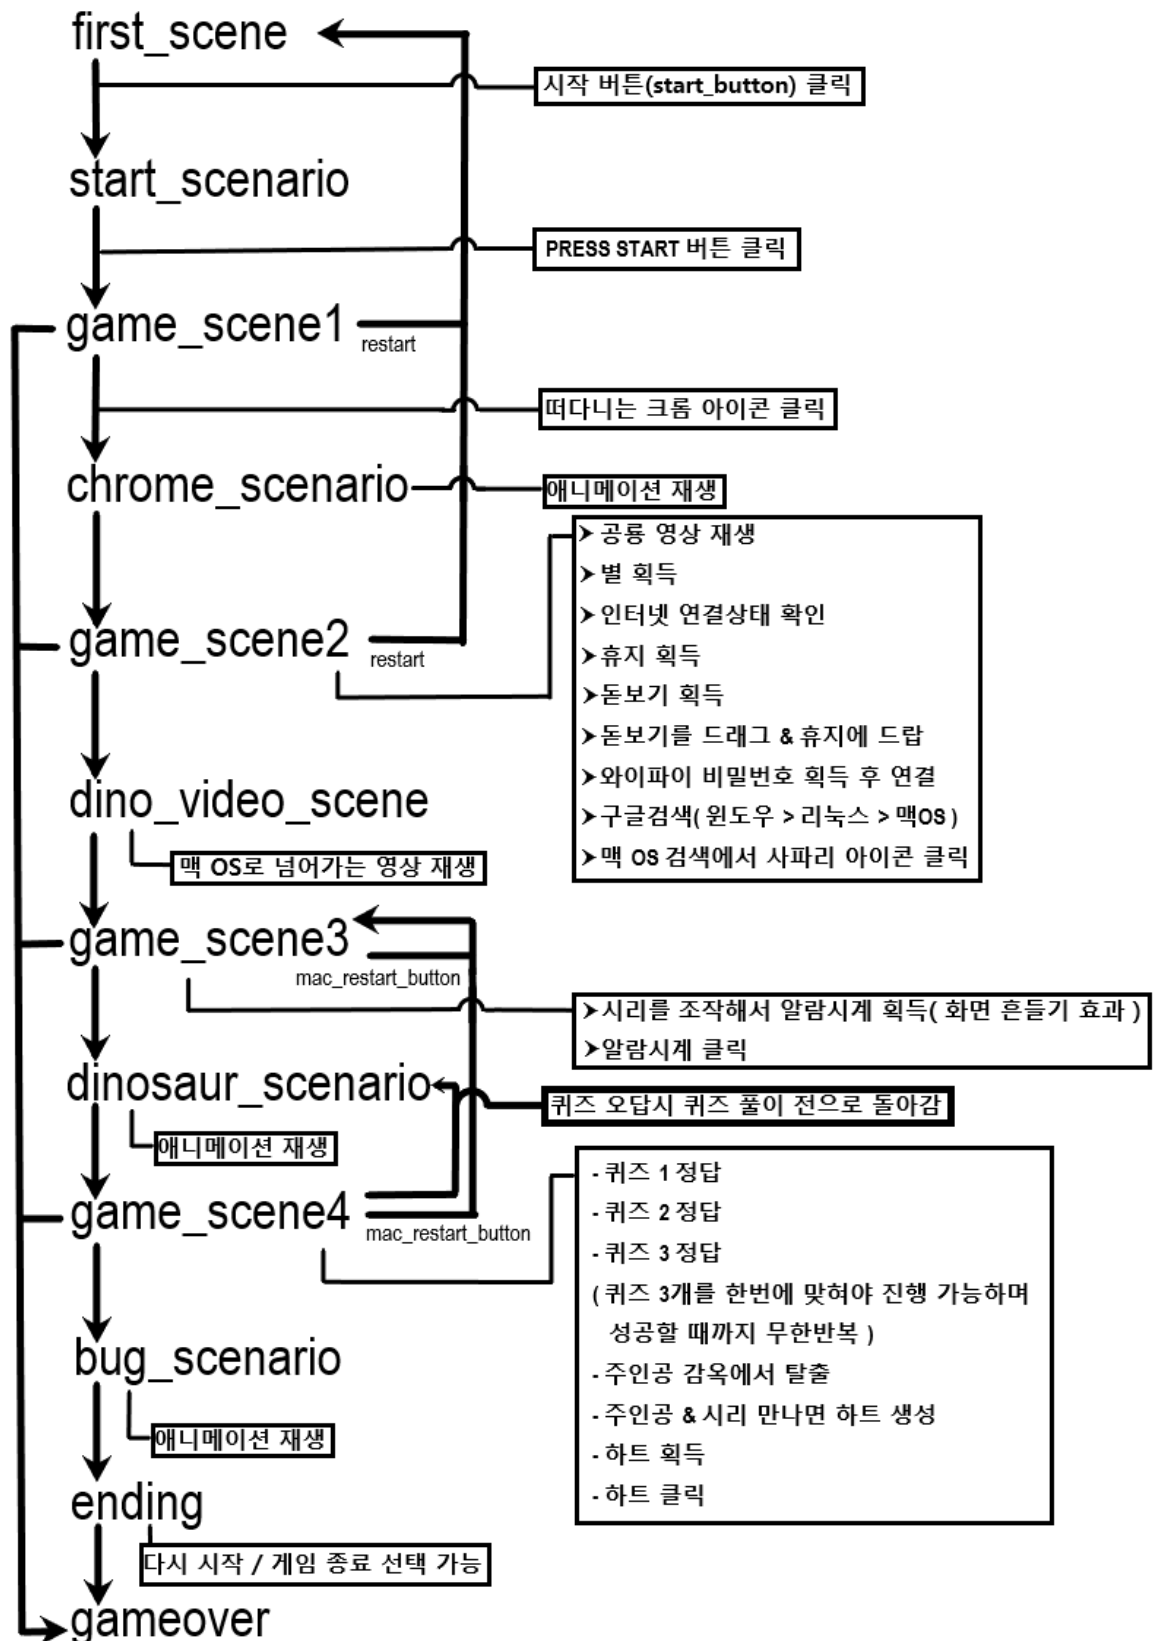 first_scene
시작 버튼(start_button) 클릭
start_scenario
PRESS START 버튼 클릭
game_scene1
restart
떠다니는 크롬 아이콘 클릭
chrome_scenario
애니메이션 재생
➤공룡 영상 재생
➤별 획득
➤인터넷 연결상태 확인
➤휴지 획득
➤돋보기 획득
➤돋보기를 드래그 & 휴지에 드랍
➤와이파이 비밀번호 획득 후 연결
➤구글검색( 윈도우 > 리눅스 > 맥OS )
➤맥 OS 검색에서 사파리 아이콘 클릭
game_scene2
restart
dino_video_scene
맥 OS로 넘어가는 영상 재생
game_scene3
mac_restart_button
➤시리를 조작해서 알람시계 획득( 화면 흔들기 효과 )
➤알람시계 클릭
dinosaur_scenario
퀴즈 오답시 퀴즈 풀이 전으로 돌아감
애니메이션 재생
game_scene4
mac_restart_button
- 퀴즈 1 정답
- 퀴즈 2 정답
- 퀴즈 3 정답
( 퀴즈 3개를 한번에 맞혀야 진행 가능하며
성공할 때까지 무한반복 )
- 주인공 감옥에서 탈출
- 주인공 & 시리 만나면 하트 생성
- 하트 획득
- 하트 클릭
bug_scenario
애니메이션 재생
ending
다시 시작 / 게임 종료 선택 가능
gameover